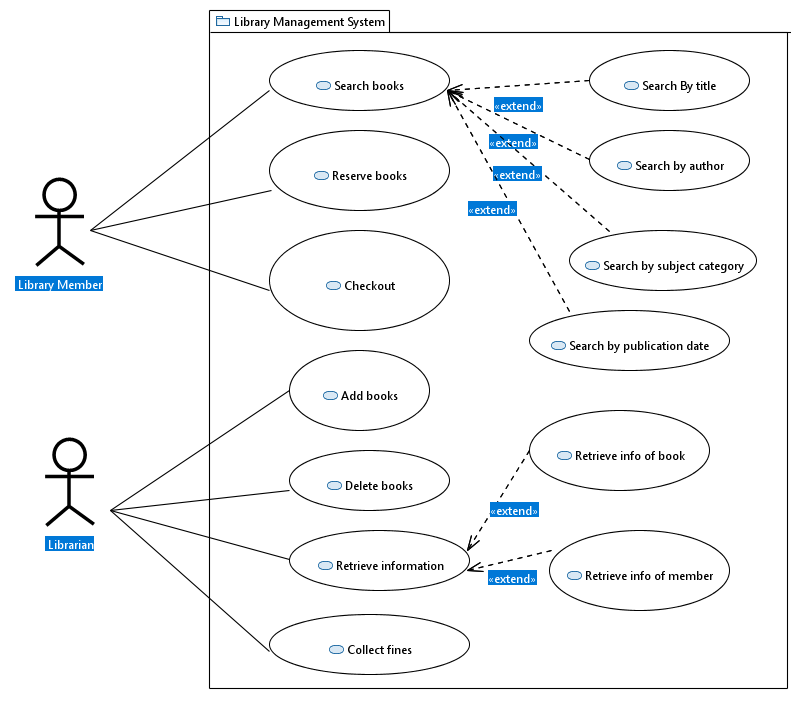 Library Management System
Search books
Search By title
«extend»
«extend»
Search by author
Reserve books
«extend»
«extend»
Library Member
Checkout
Search by subject category
Search by publication date
Add books
Retrieve info of book
Delete books
«extend»
Librarian
Retrieve information
«extend»
Retrieve info of member
Collect fines